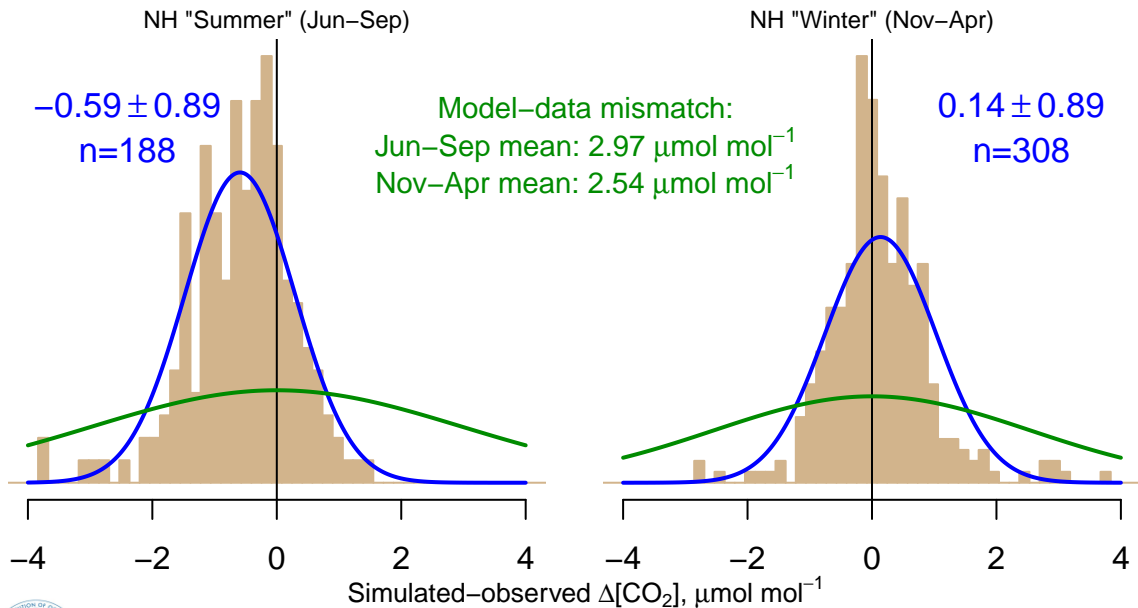 NH "Summer" (Jun−Sep)
−0.59 ± 0.89
n=188
Model−data mismatch:
Jun−Sep mean: 2.97 μmol mol⁻¹
Nov−Apr mean: 2.54 μmol mol⁻¹
NH "Winter" (Nov−Apr)
0.14 ± 0.89
n=308
−4 −2 0 2 4
−4 −2 0 2 4
Simulated−observed Δ[CO₂], μmol mol⁻¹